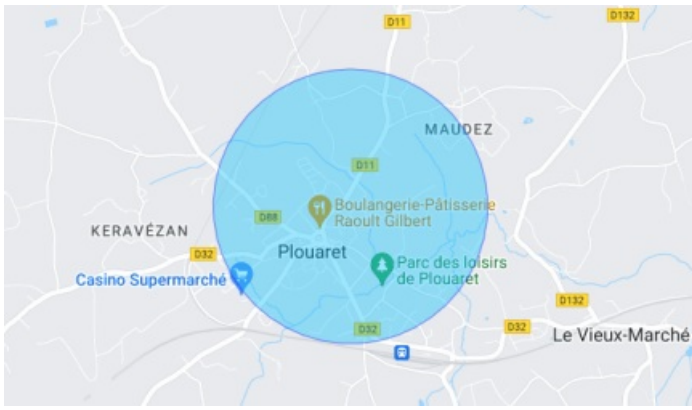 D11
D132
MAUDEZ
D11
Boulangerie-Pâtisserie
Raoult Gilbert
D88
KERAVÉZAN
D32
Plouaret
Casino Supermarché
Parc des loisirs
de Plouaret
D132
D32
D32
Le Vieux-Marché